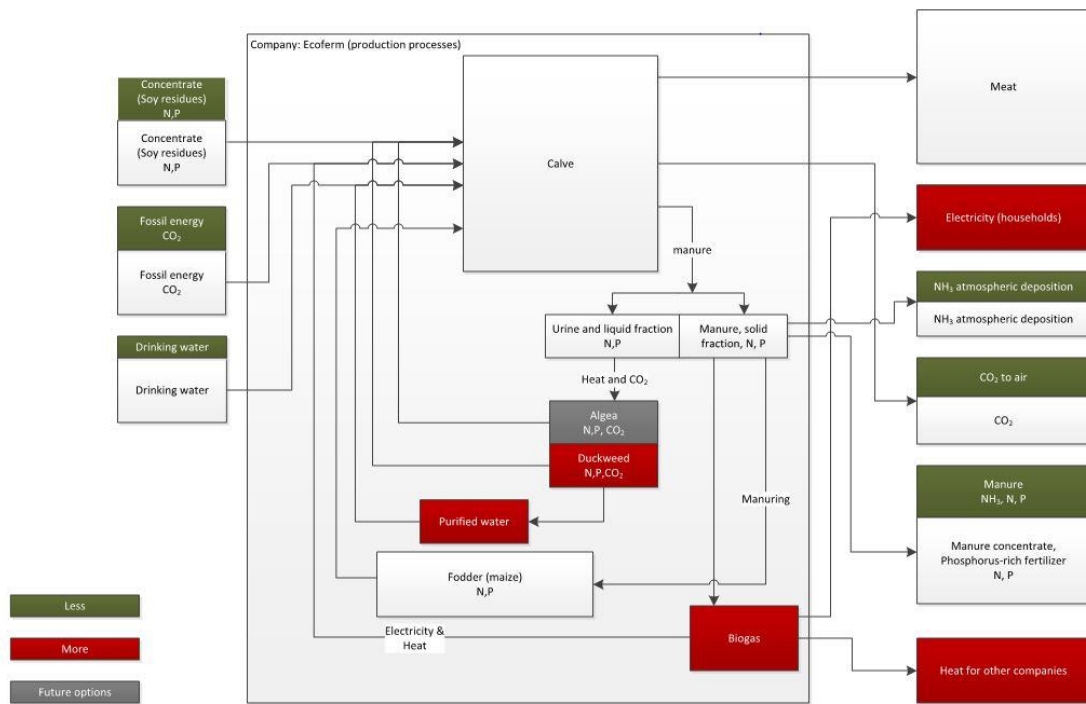 Company: Ecoferm (production processes)
Concentrate
(Soy residues)
N,P
Concentrate
(Soy residues)
N,P
Fossil energy
CO₂
Fossil energy
CO₂
Drinking water
Drinking water
Calve
manure
Urine and liquid fraction
N,P
Manure, solid
fraction, N, P
Heat and CO₂
Algea
N,P, CO₂
Duckweed
N,P,CO₂
Purified water
Manuring
Fodder (maize)
N,P
Electricity &
Heat
Biogas
Meat
Electricity (households)
NH₃ atmospheric deposition
NH₃ atmospheric deposition
CO₂ to air
CO₂
Manure
NH₃, N, P
Manure concentrate,
Phosphorus-rich fertilizer
N, P
Heat for other companies
Less
More
Future options